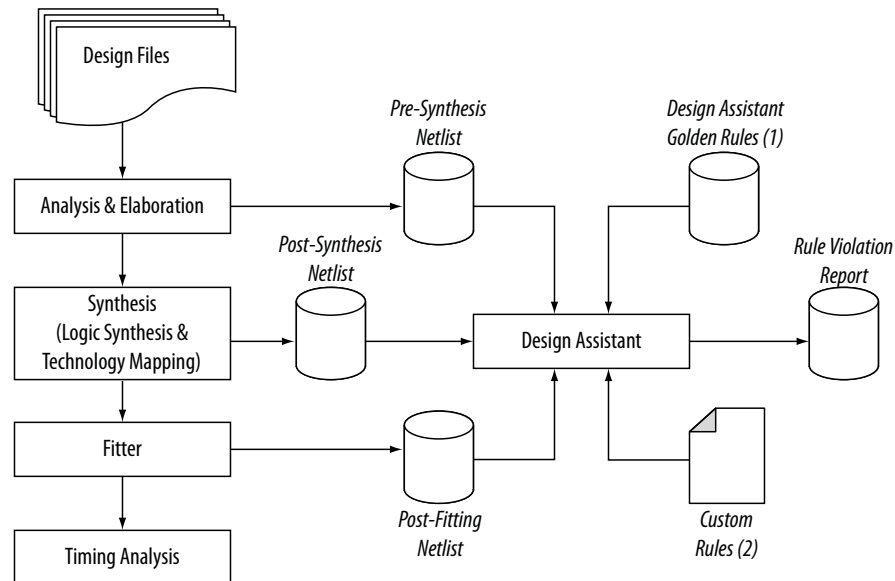 Design Files
Pre-Synthesis
Netlist
Design Assistant
Golden Rules (1)
Analysis & Elaboration
Post-Synthesis
Netlist
Rule Violation
Report
Synthesis
(Logic Synthesis &
Technology Mapping)
Design Assistant
Fitter
Post-Fitting
Netlist
Custom
Rules (2)
Timing Analysis